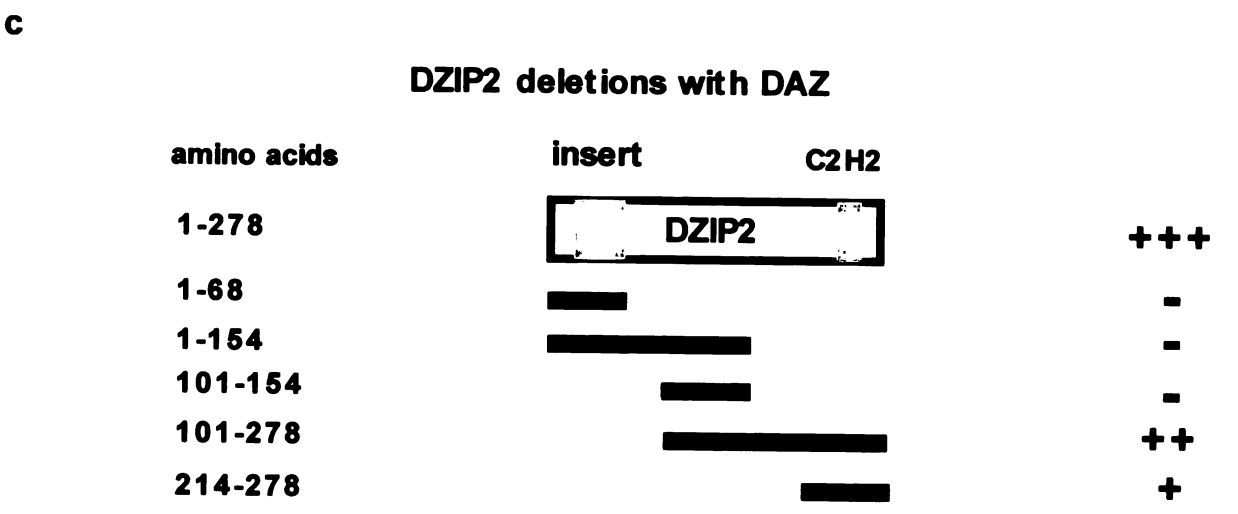 c
DZIP2 deletions with DAZ
amino acids insert C2H2
1-278 DZIP2 +++
1-68 -
1-154 -
101-154 -
101-278 ++
214-278 +